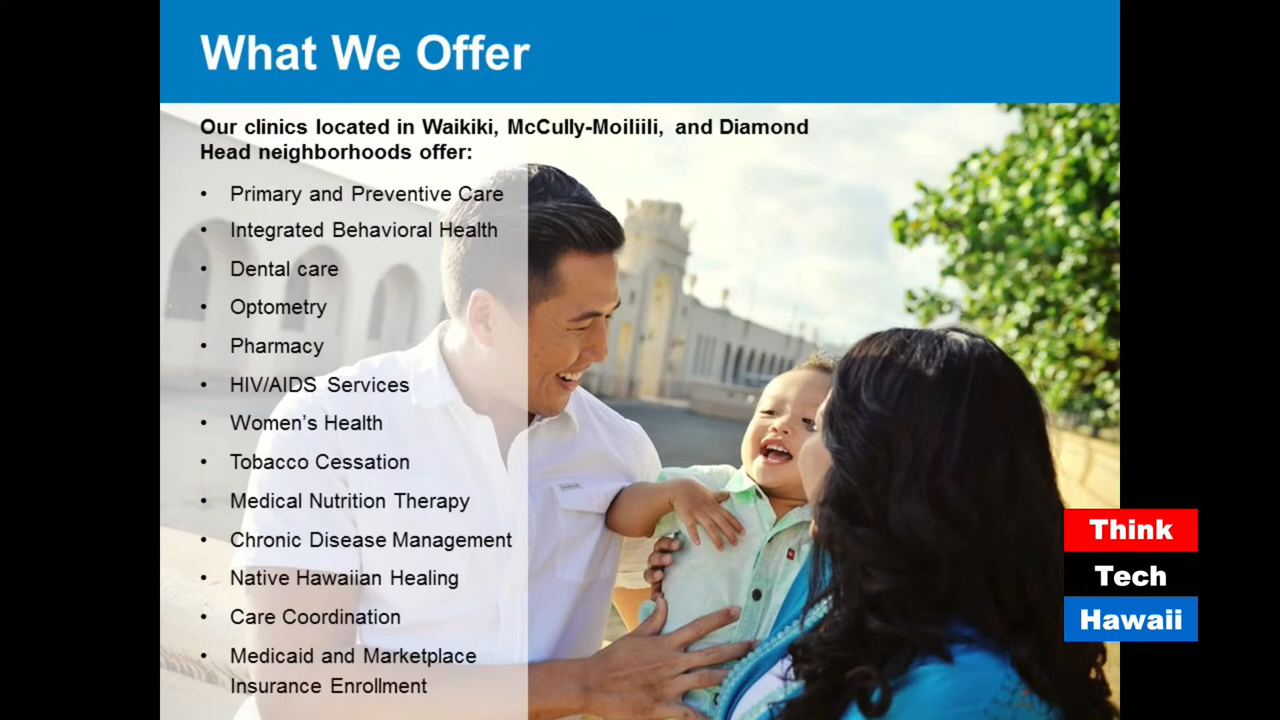 What We Offer
Our clinics located in Waikiki, McCully-Moiliili, and Diamond
Head neighborhoods offer:
• Primary and Preventive Care
• Integrated Behavioral Health
• Dental care
• Optometry
• Pharmacy
• HIV/AIDS Services
• Women’s Health
• Tobacco Cessation
• Medical Nutrition Therapy
• Chronic Disease Management
• Native Hawaiian Healing
• Care Coordination
• Medicaid and Marketplace
Insurance Enrollment
Think
Tech
Hawaii